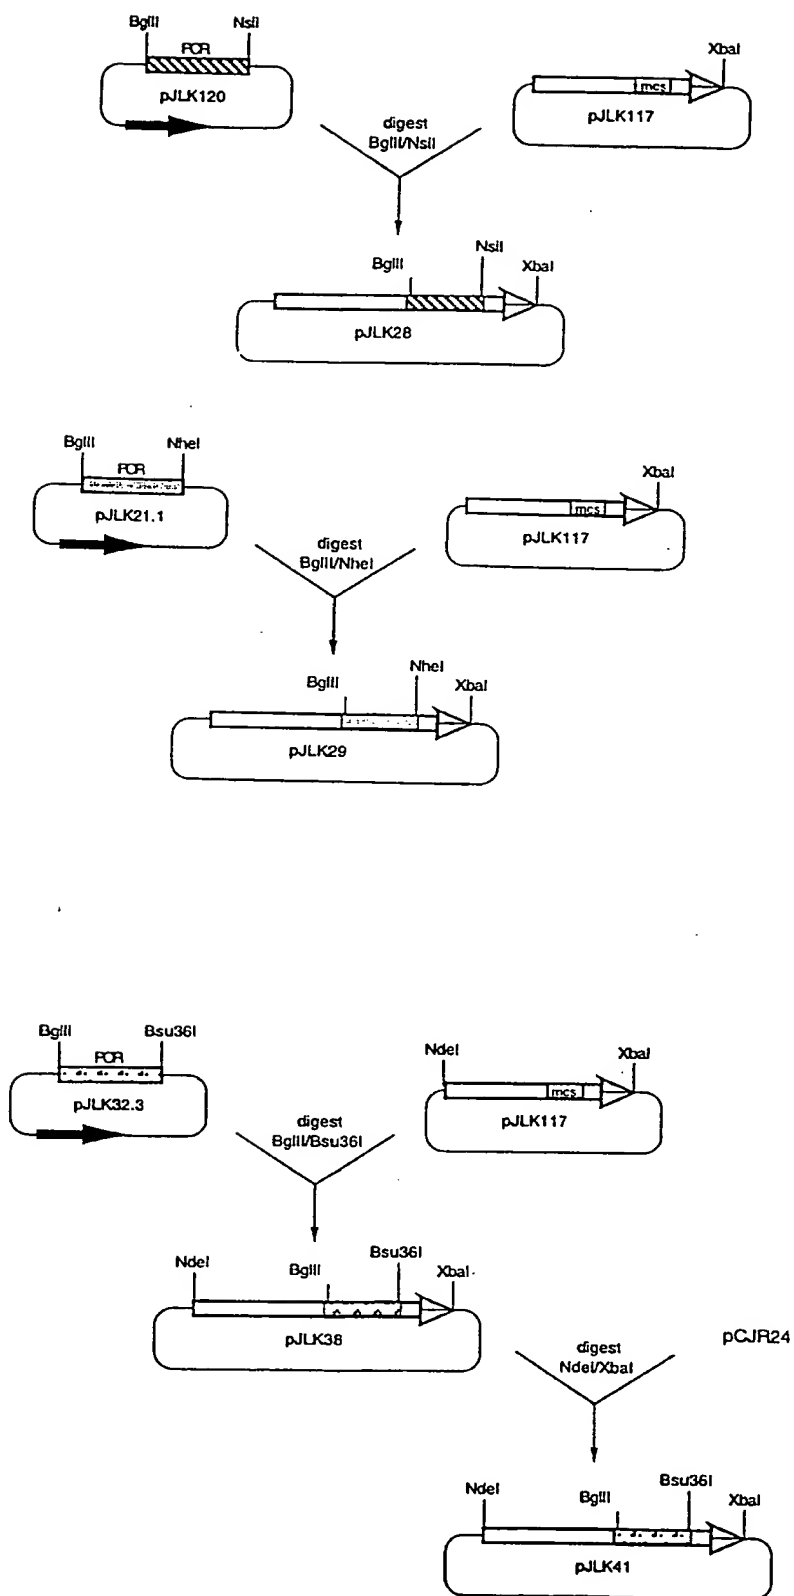 BglII NsiI
PCR
pJLK120
XbaI
mcs
pJLK117
digest
BglII/NsiI
BglII NsiI XbaI
pJLK28
BglII NheI
PCR
pJLK21.1
XbaI
mcs
pJLK117
digest
BglII/NheI
BglII NheI XbaI
pJLK29
BglII Bsu36I
PCR
pJLK32.3
NdeI XbaI
mcs
pJLK117
digest
BglII/Bsu36I
NdeI BglII Bsu36I XbaI
pJLK38
digest
NdeI/XbaI
pCJR24
NdeI BglII Bsu36I XbaI
pJLK41